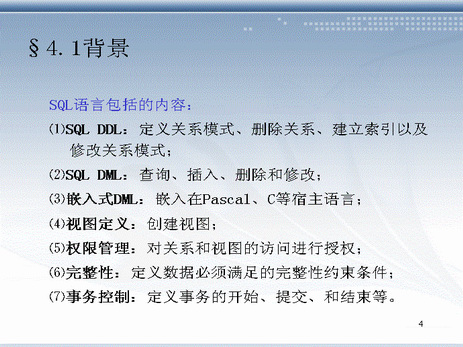 §4.1背景
SQL语言包括的内容：
⑴SQL DDL：定义关系模式、删除关系、建立索引以及
修改关系模式；
⑵SQL DML：查询、插入、删除和修改；
⑶嵌入式DML：嵌入在Pascal、C等宿主语言；
⑷视图定义：创建视图；
⑸权限管理：对关系和视图的访问进行授权；
⑹完整性：定义数据必须满足的完整性约束条件；
⑺事务控制：定义事务的开始、提交、和结束等。
4